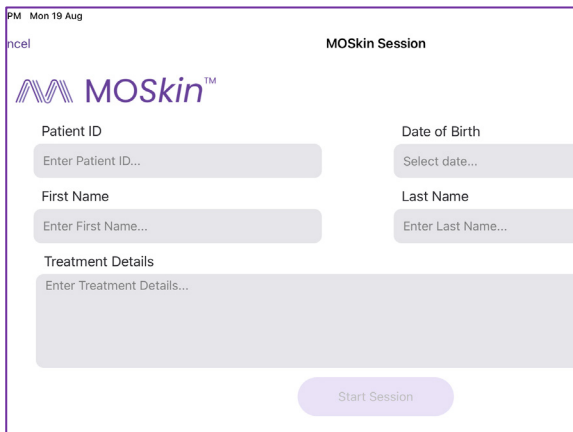 PM Mon 19 Aug
ncel MOSkin Session
MOSkin™
Patient ID Date of Birth
Enter Patient ID... Select date...
First Name Last Name
Enter First Name... Enter Last Name...
Treatment Details
Enter Treatment Details...
Start Session